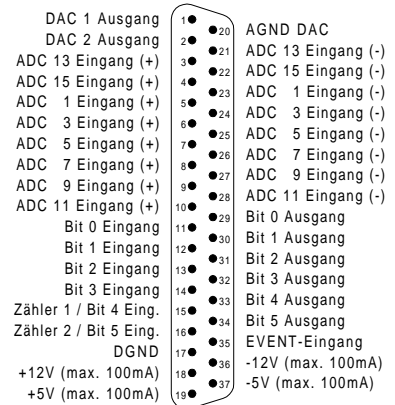 DAC 1 Ausgang 1
DAC 2 Ausgang 2
ADC 13 Eingang (+) 3
ADC 15 Eingang (+) 4
ADC 1 Eingang (+) 5
ADC 3 Eingang (+) 6
ADC 5 Eingang (+) 7
ADC 7 Eingang (+) 8
ADC 9 Eingang (+) 9
ADC 11 Eingang (+) 10
Bit 0 Eingang 11
Bit 1 Eingang 12
Bit 2 Eingang 13
Bit 3 Eingang 14
Zähler 1 / Bit 4 Eing. 15
Zähler 2 / Bit 5 Eing. 16
DGND 17
+12V (max. 100mA) 18
+5V (max. 100mA) 19
20 AGND DAC
21 ADC 13 Eingang (-)
22 ADC 15 Eingang (-)
23 ADC 1 Eingang (-)
24 ADC 3 Eingang (-)
25 ADC 5 Eingang (-)
26 ADC 7 Eingang (-)
27 ADC 9 Eingang (-)
28 ADC 11 Eingang (-)
29 Bit 0 Ausgang
30 Bit 1 Ausgang
31 Bit 2 Ausgang
32 Bit 3 Ausgang
33 Bit 4 Ausgang
34 Bit 5 Ausgang
35 EVENT-Eingang
36 -12V (max. 100mA)
37 -5V (max. 100mA)